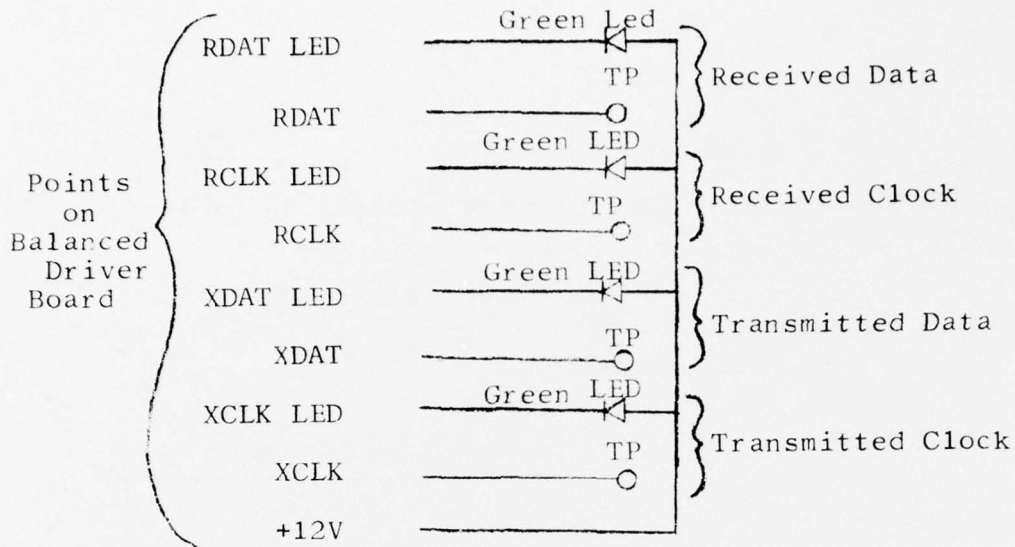 Green Led
RDAT LED
TP
Received Data
RDAT
Green LED
RCLK LED
TP
Received Clock
RCLK
Points
on
Balanced
Driver
Board
Green LED
XDAT LED
TP
Transmitted Data
XDAT
Green LED
XCLK LED
TP
Transmitted Clock
XCLK
+12V